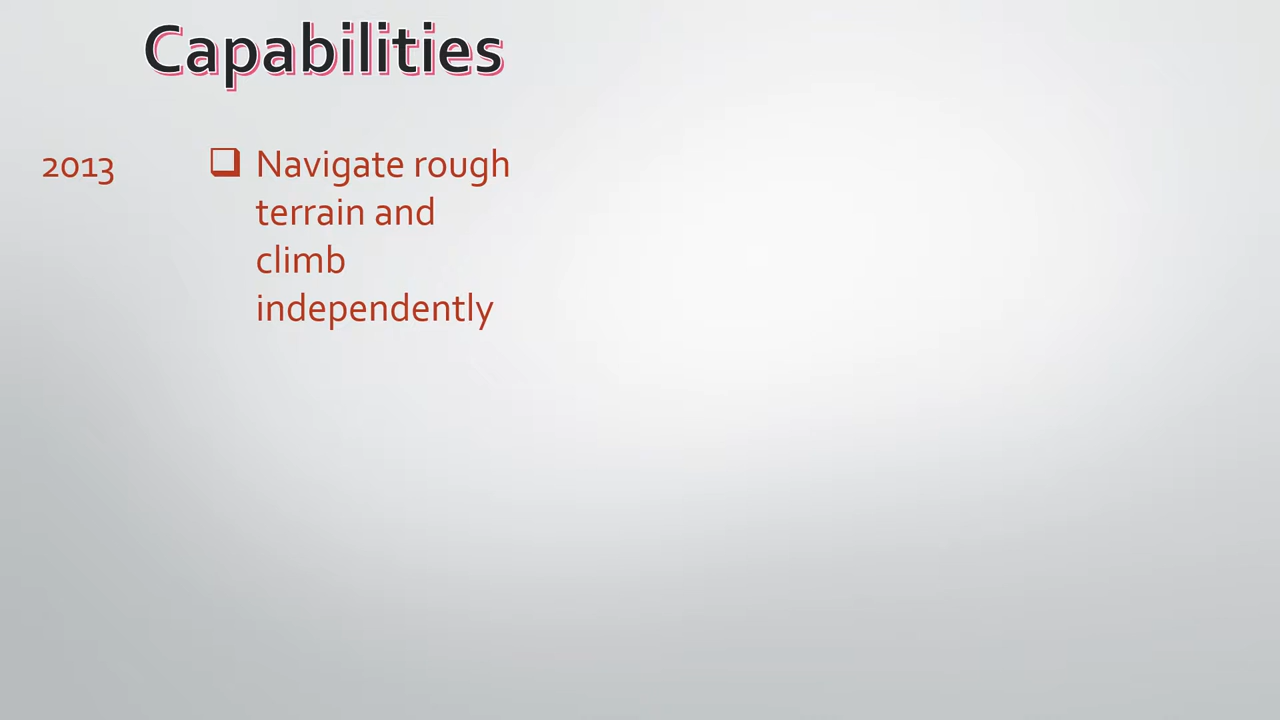 Capabilities
2013
❑ Navigate rough
terrain and
climb
independently